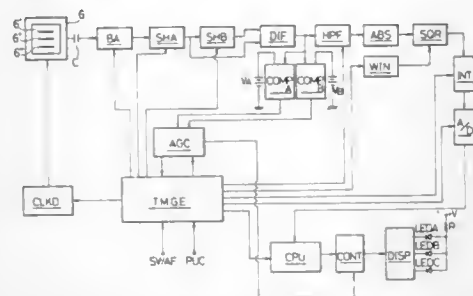 6
6'
6''
6'''
C
BA
SHA
SHB
DIF
HPF
ABS
SQR
WIN
INT
A/D
VA
COMP A
COMP B
VB
AGC
TMGE
CLKD
SWAF
PUC
CPU
CONT
DISP
LEDA
LEDB
LEDC
+V
R